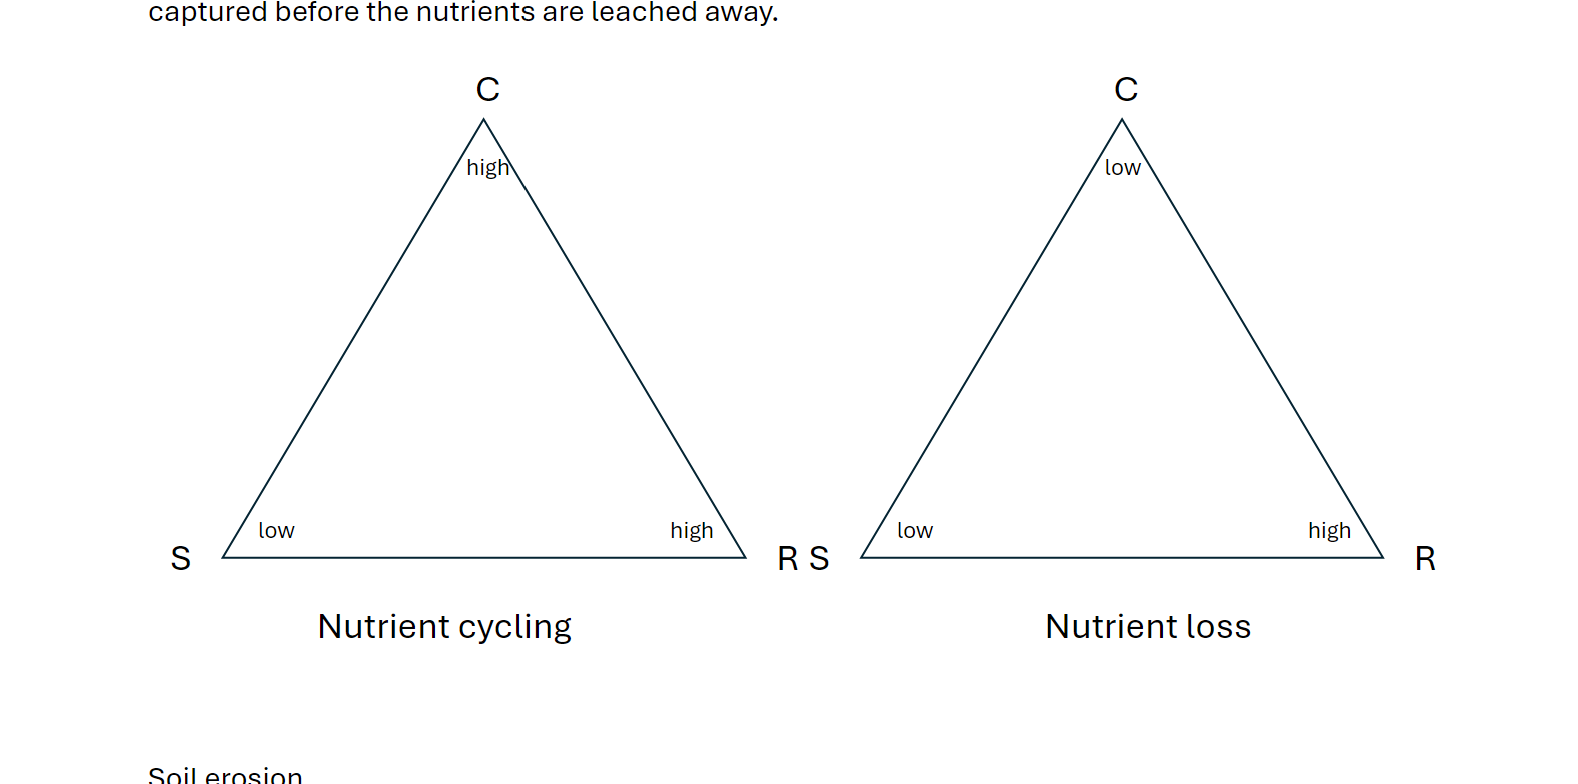 captured before the nutrients are leached away.
C C
high low
low high low high
S R S R
Nutrient cycling Nutrient loss
Soil erosion